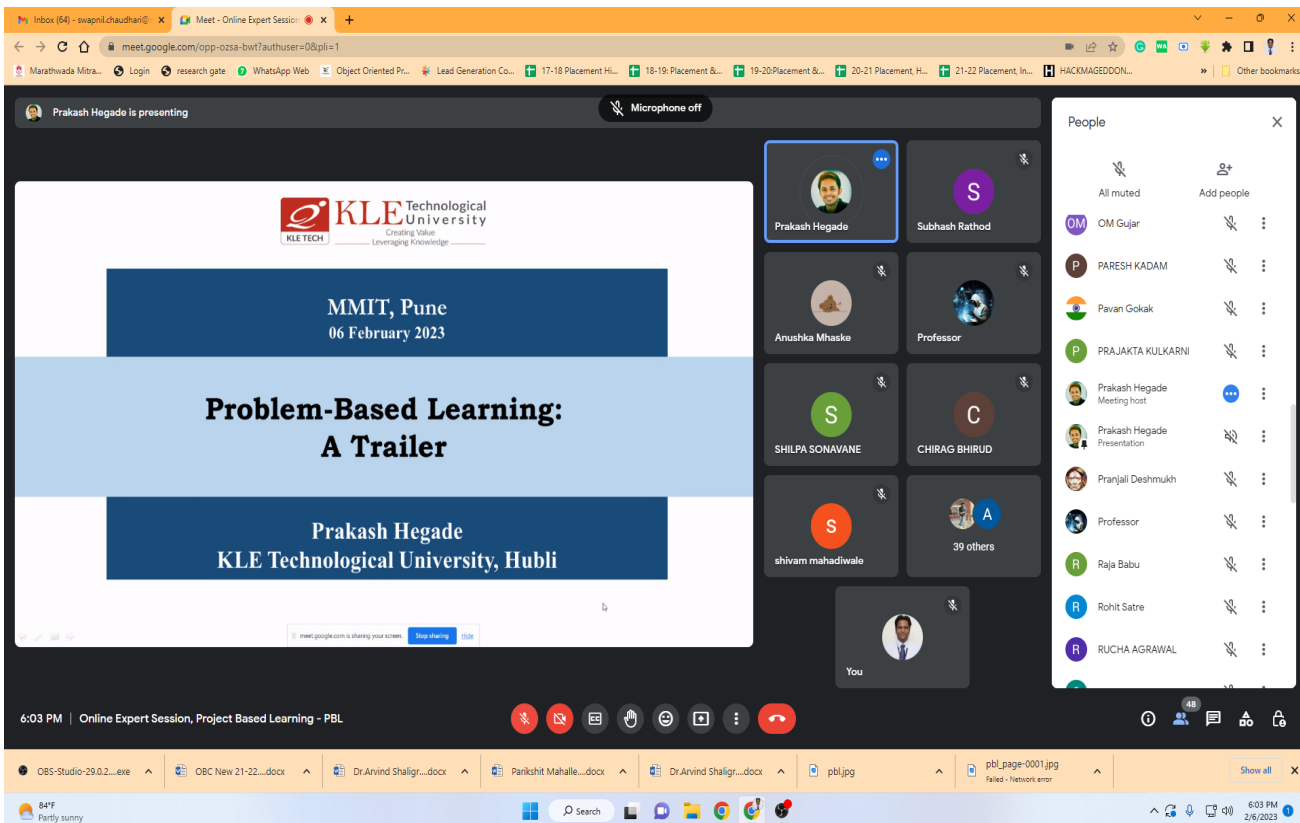 Inbox (64) - swapnil.chaudhari@
Meet - Online Expert Session
meet.google.com/opp-ozsa-bwt?authuser=0&pli=1
Marathwada Mitra...
Login
research gate
WhatsApp Web
Object Oriented Pr...
Lead Generation Co...
17-18 Placement Hi...
18-19: Placement &...
19-20:Placement &...
20-21 Placement, H...
21-22 Placement, In...
HACKMAGEDDON...
»
Other bookmarks
Prakash Hegade is presenting
Microphone off
KLE TECH
KLE Technological University
Creating Value
Leveraging Knowledge
MMIT, Pune
06 February 2023
Problem-Based Learning:
A Trailer
Prakash Hegade
KLE Technological University, Hubli
meet.google.com is sharing your screen.
Stop sharing
Hide
Prakash Hegade
S
Subhash Rathod
Anushka Mhaske
Professor
S
SHILPA SONAVANE
C
CHIRAG BHIRUD
S
shivam mahadiwale
A
39 others
You
People
All muted
Add people
OM
OM Gujar
P
PARESH KADAM
Pavan Gokak
P
PRAJAKTA KULKARNI
Prakash Hegade
Meeting host
Prakash Hegade
Presentation
Pranjali Deshmukh
Professor
R
Raja Babu
R
Rohit Satre
R
RUCHA AGRAWAL
6:03 PM | Online Expert Session, Project Based Learning - PBL
48
OBS-Studio-29.0.2....exe
OBC New 21-22....docx
Dr.Arvind Shaligr....docx
Parikshit Mahalle....docx
Dr.Arvind Shaligr....docx
pbl.jpg
pbl_page-0001.jpg
Failed - Network error
Show all
84°F
Partly sunny
Search
6:03 PM
2/6/2023
1